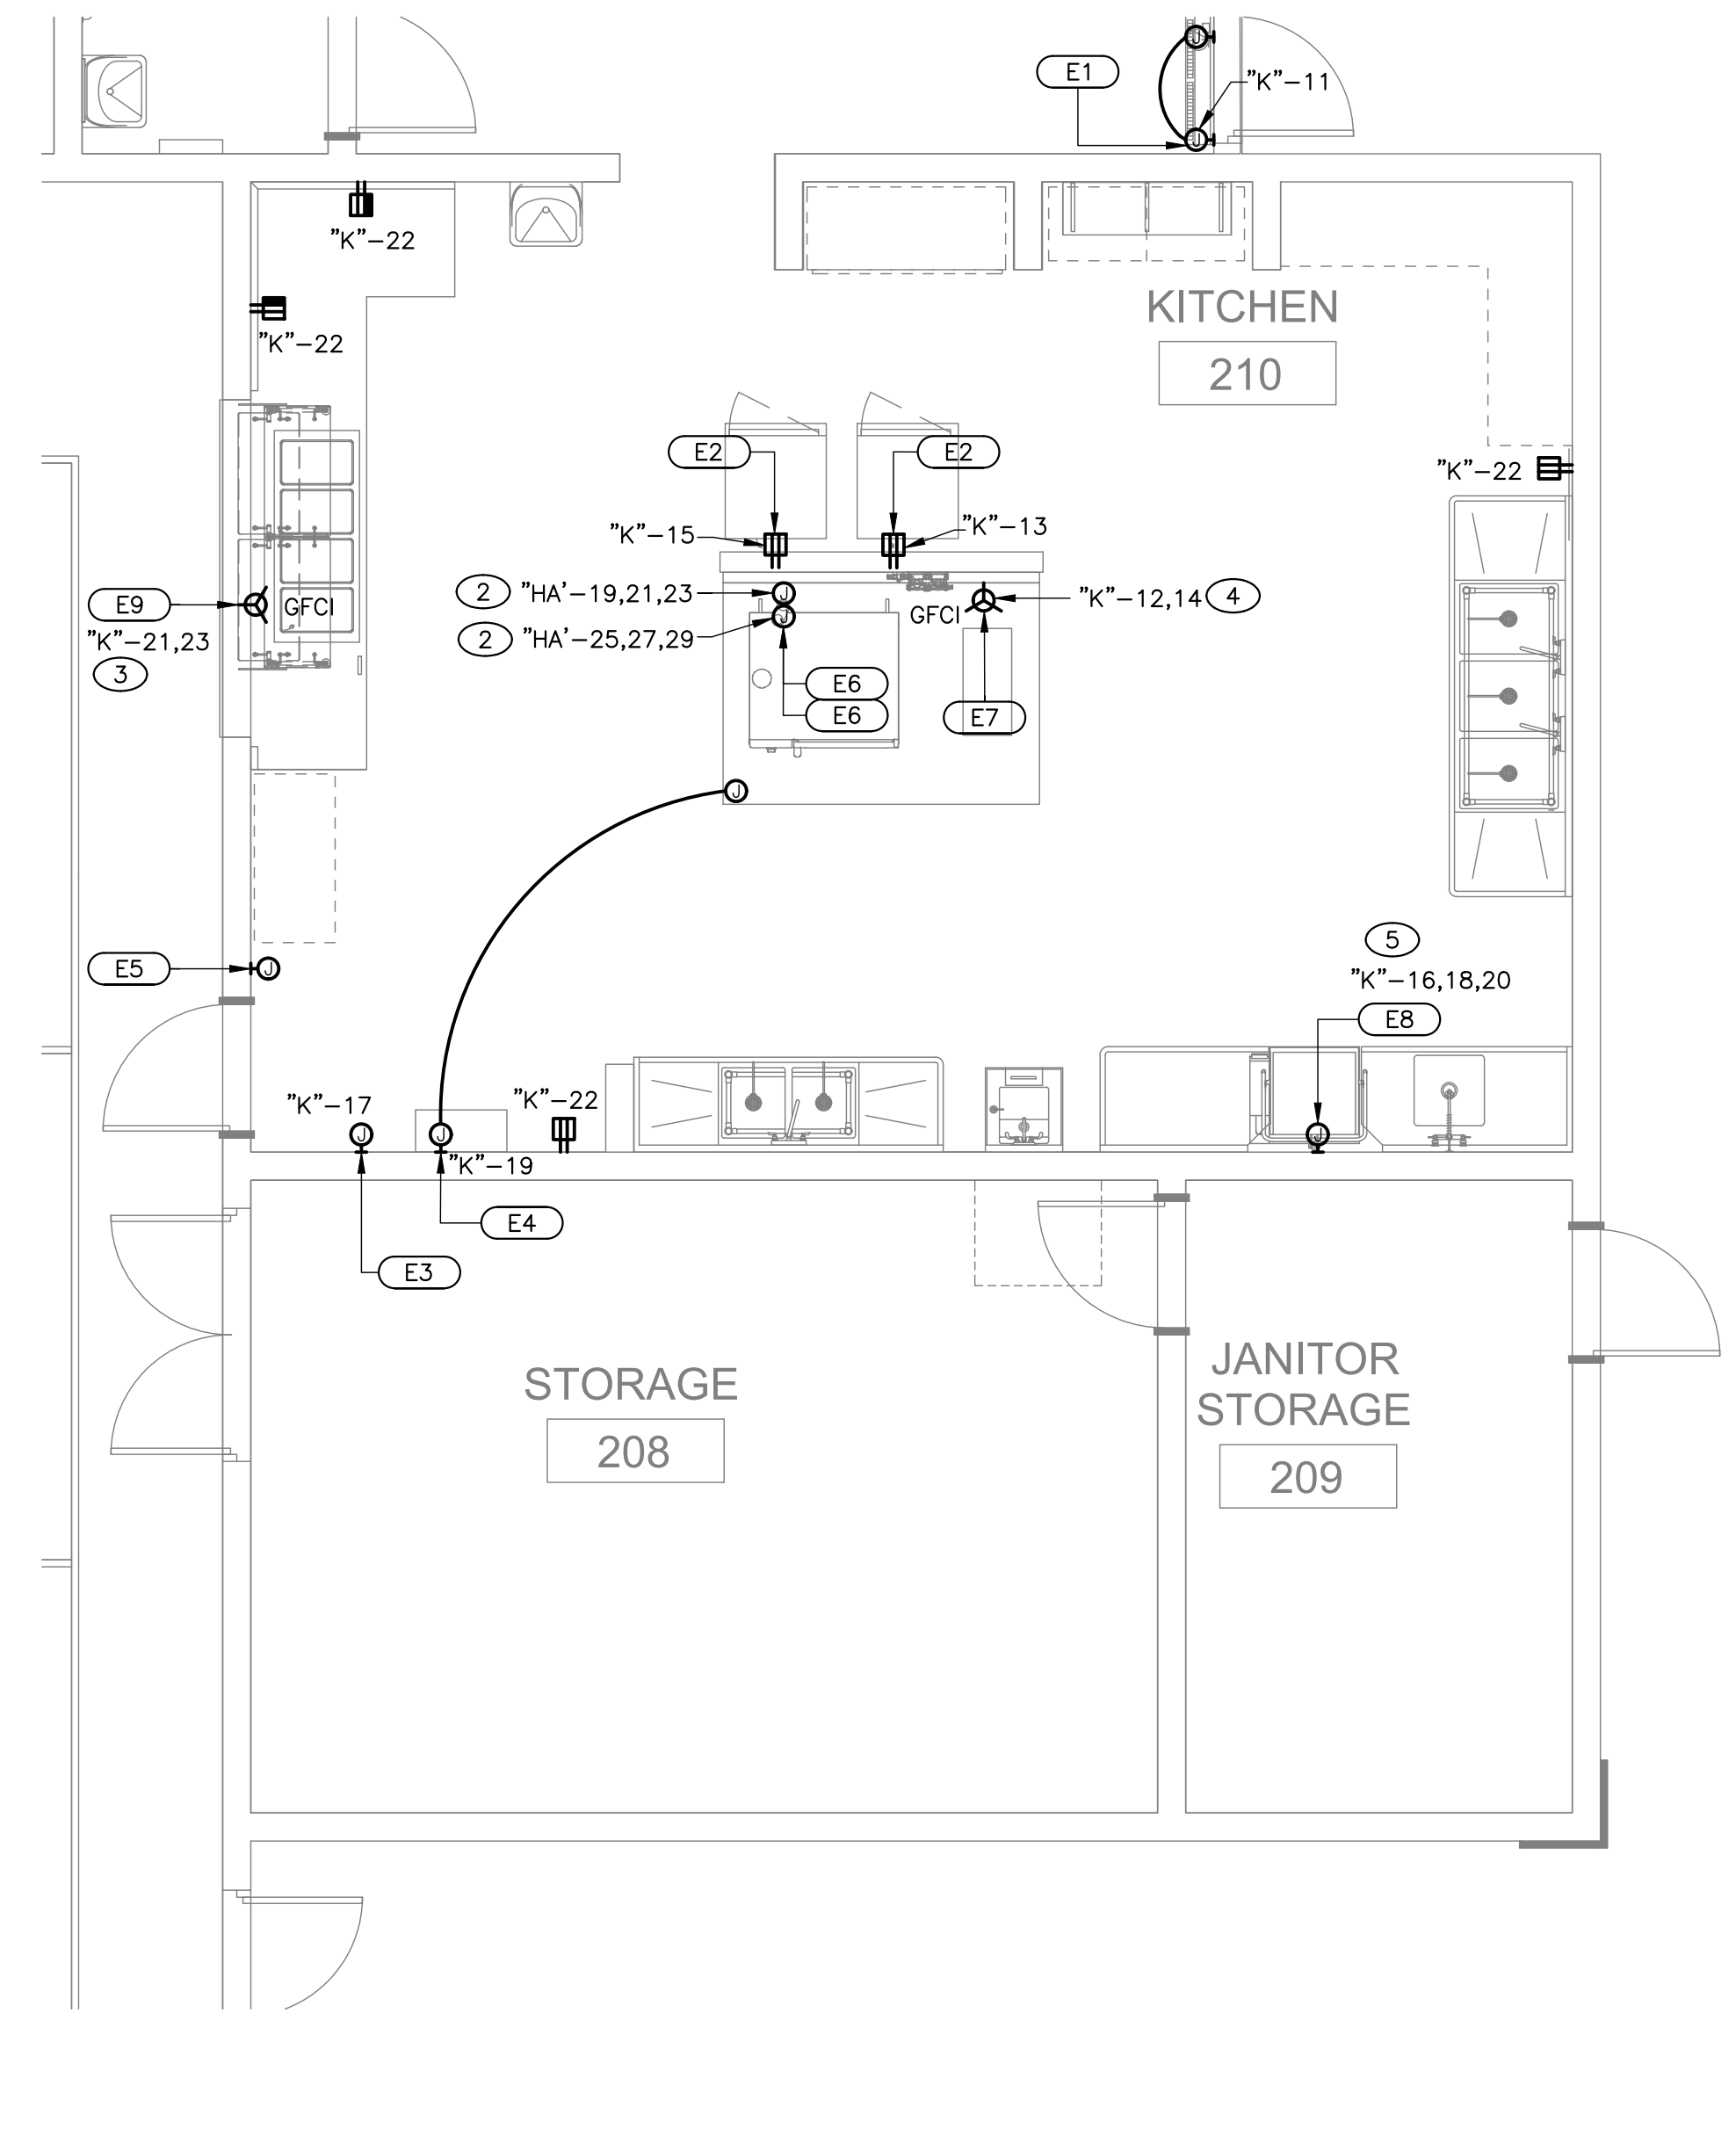 E1
"K"-11
J
J
"K"-22
"K"-22
KITCHEN
210
E2
E2
"K"-22
"K"-15
"K"-13
E9
GFCI
"K"-21,23
3
2
"HA'-19,21,23
J
2
"HA'-25,27,29
J
GFCI
"K"-12,14
4
E6
E6
E7
J
5
"K"-16,18,20
E5
J
E8
"K"-17
"K"-22
J
J
J
"K"-19
E4
E3
STORAGE
208
JANITOR
STORAGE
209